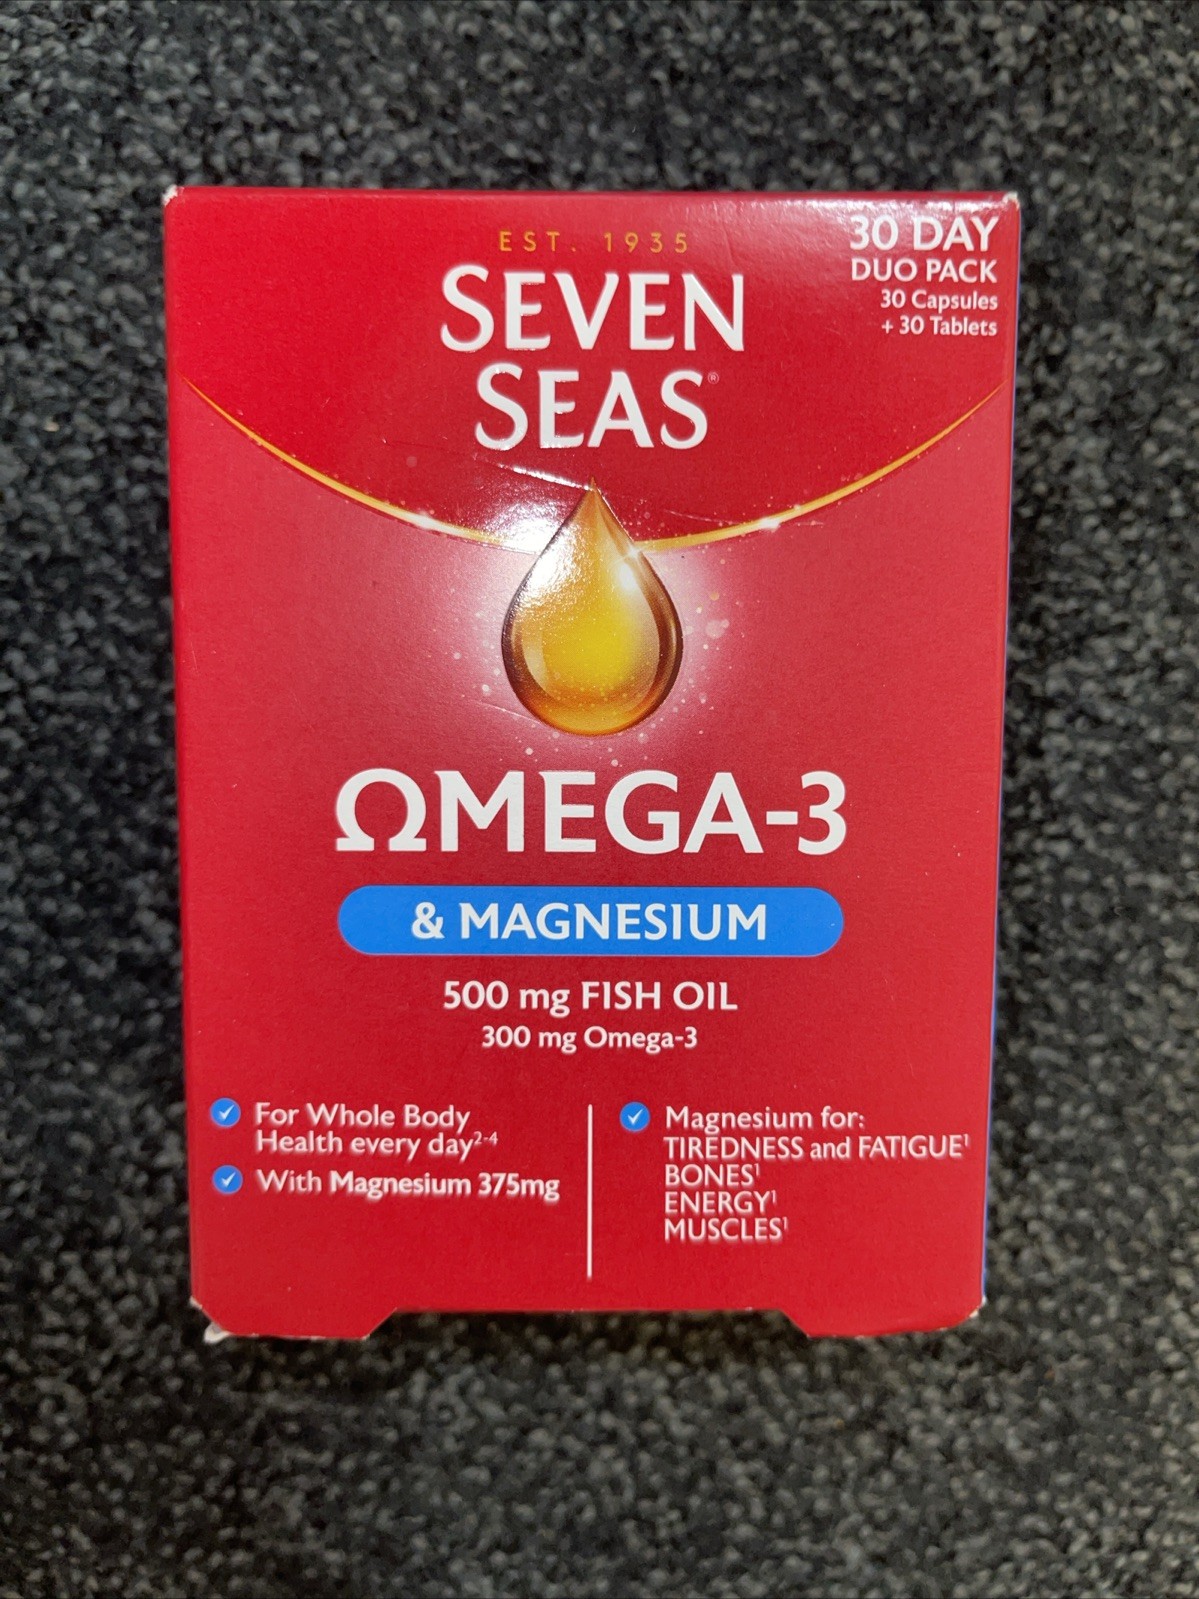 EST. 1935
SEVEN
SEAS®
30 DAY
DUO PACK
30 Capsules
+ 30 Tablets
ΩMEGA-3
& MAGNESIUM
500 mg FISH OIL
300 mg Omega-3
For Whole Body
Health every day²⁻⁴
With Magnesium 375mg
Magnesium for:
TIREDNESS and FATIGUE¹
BONES¹
ENERGY¹
MUSCLES¹